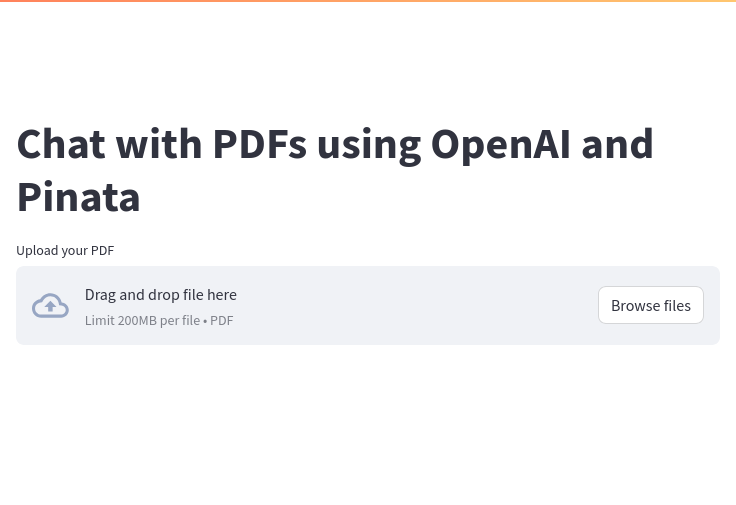 Chat with PDFs using OpenAI and
Pinata
Upload your PDF
Drag and drop file here
Limit 200MB per file • PDF
Browse files